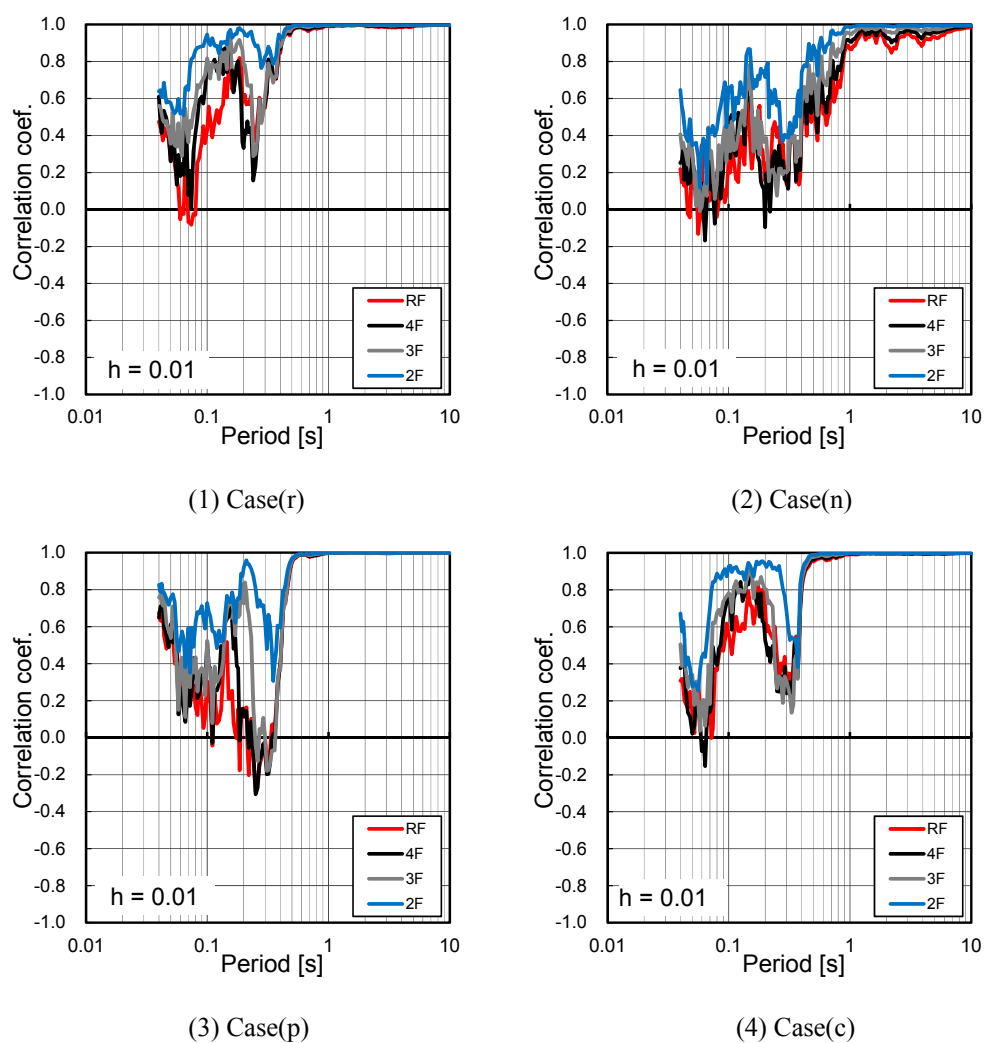 1.0
0.8
0.6
0.4
0.2
0.0
-0.2
-0.4
-0.6
-0.8
-1.0
Correlation coef.
RF
4F
3F
2F
h = 0.01
0.01
0.1
1
10
Period [s]
(1) Case(r)
1.0
0.8
0.6
0.4
0.2
0.0
-0.2
-0.4
-0.6
-0.8
-1.0
Correlation coef.
RF
4F
3F
2F
h = 0.01
0.01
0.1
1
10
Period [s]
(2) Case(n)
1.0
0.8
0.6
0.4
0.2
0.0
-0.2
-0.4
-0.6
-0.8
-1.0
Correlation coef.
RF
4F
3F
2F
h = 0.01
0.01
0.1
1
10
Period [s]
(3) Case(p)
1.0
0.8
0.6
0.4
0.2
0.0
-0.2
-0.4
-0.6
-0.8
-1.0
Correlation coef.
RF
4F
3F
2F
h = 0.01
0.01
0.1
1
10
Period [s]
(4) Case(c)